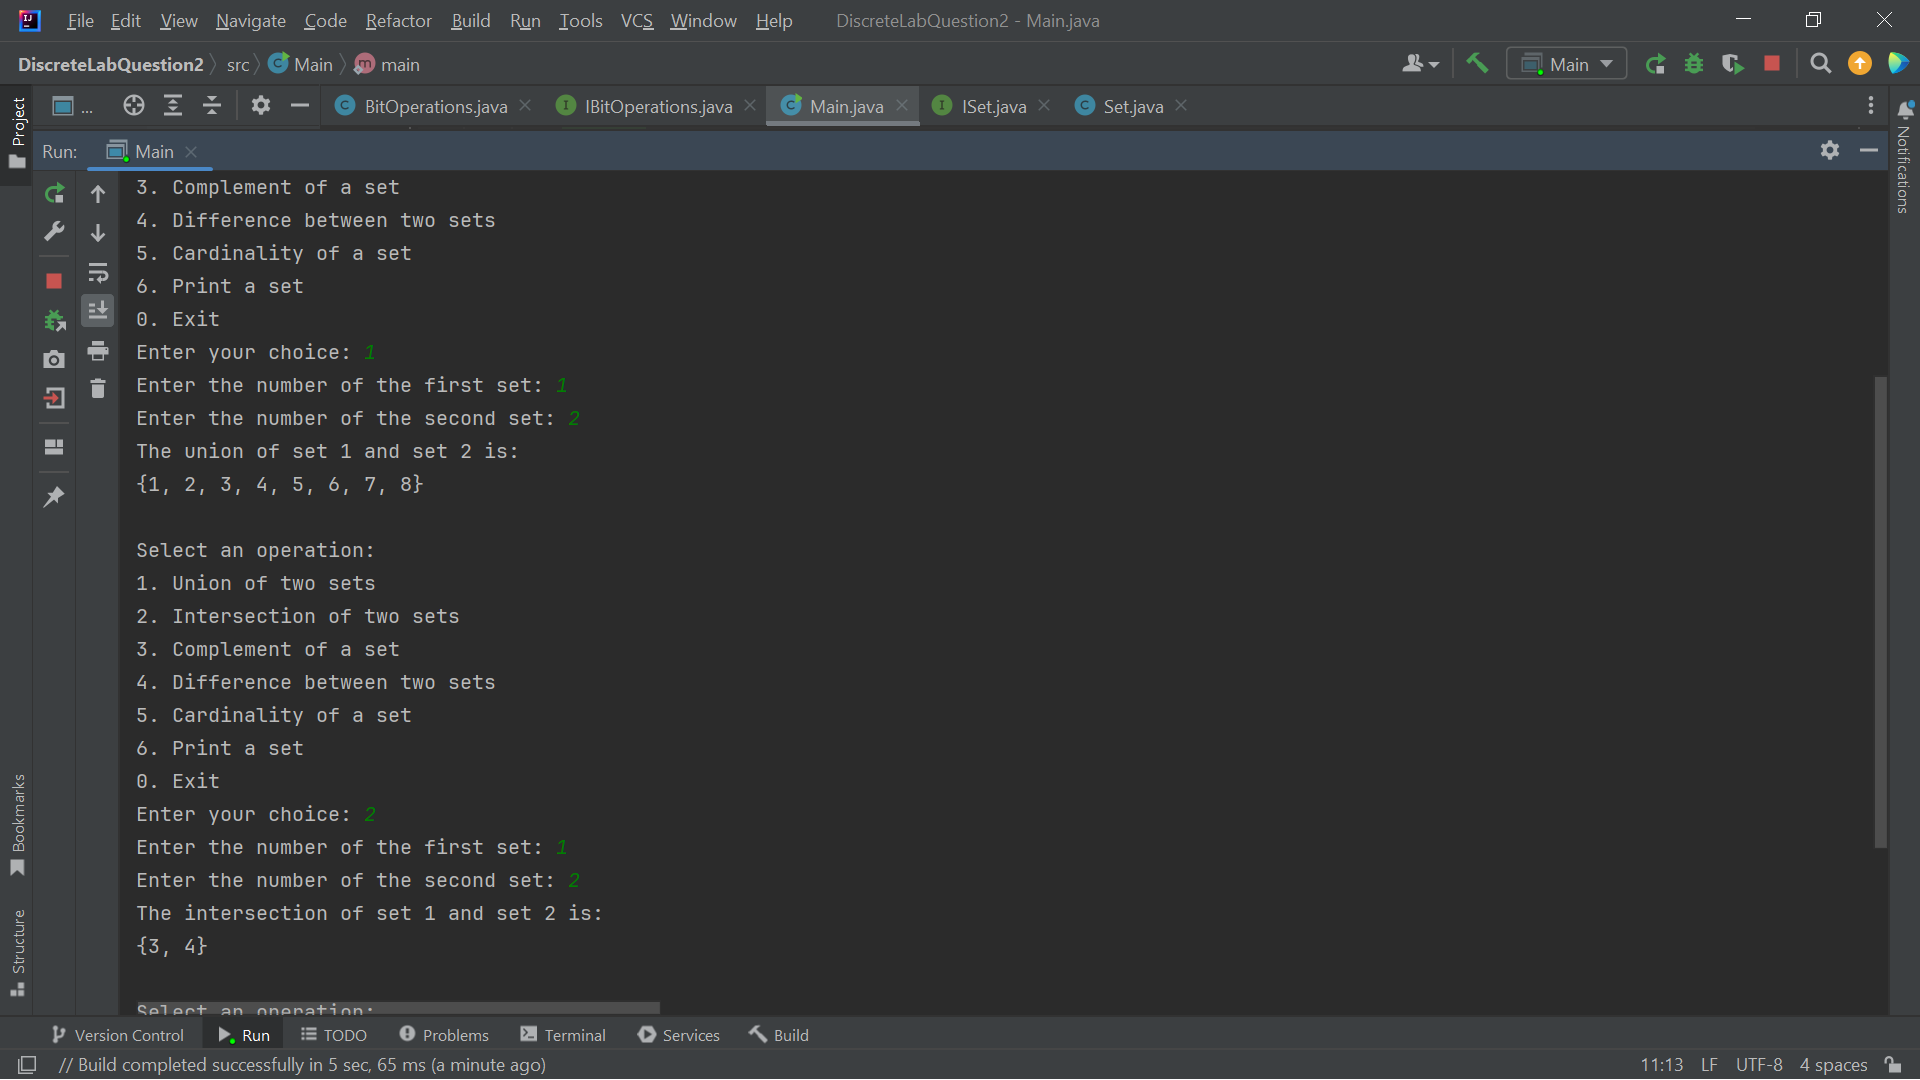 File Edit View Navigate Code Refactor Build Run Tools VCS Window Help DiscreteLabQuestion2 - Main.java
DiscreteLabQuestion2 src Main main Main
... BitOperations.java IBitOperations.java Main.java ISet.java Set.java
Project
Notifications
Run: Main
3. Complement of a set
4. Difference between two sets
5. Cardinality of a set
6. Print a set
0. Exit
Enter your choice: 1
Enter the number of the first set: 1
Enter the number of the second set: 2
The union of set 1 and set 2 is:
{1, 2, 3, 4, 5, 6, 7, 8}
Select an operation:
1. Union of two sets
2. Intersection of two sets
3. Complement of a set
4. Difference between two sets
5. Cardinality of a set
6. Print a set
0. Exit
Enter your choice: 2
Enter the number of the first set: 1
Enter the number of the second set: 2
The intersection of set 1 and set 2 is:
{3, 4}
Select an operation:
Bookmarks
Structure
Version Control Run TODO Problems Terminal Services Build
// Build completed successfully in 5 sec, 65 ms (a minute ago) 11:13 LF UTF-8 4 spaces